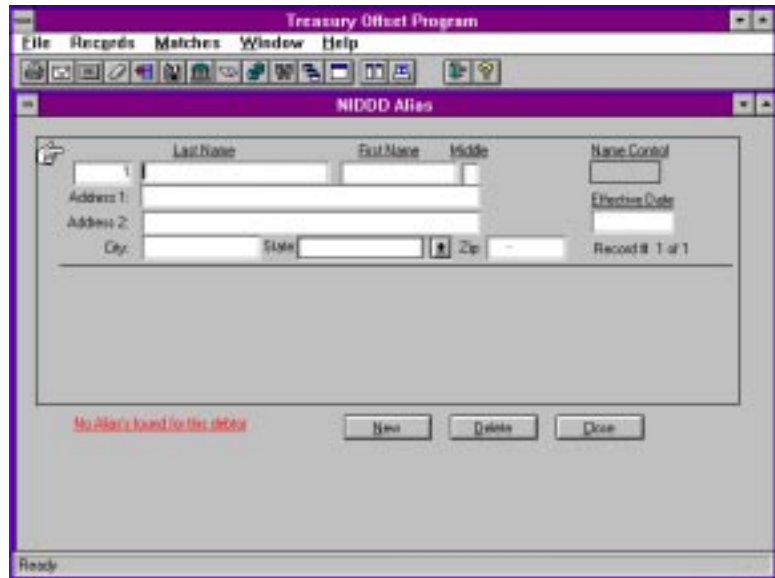 Treasury Offset Program
File Records Matches Window Help
NIDDD Alias
Last Name First Name Middle Name Control
1
Address 1: Effective Date
Address 2:
City: State Zip - Record # 1 of 1
No Alian's found for this debtor
New Delete Close
Ready